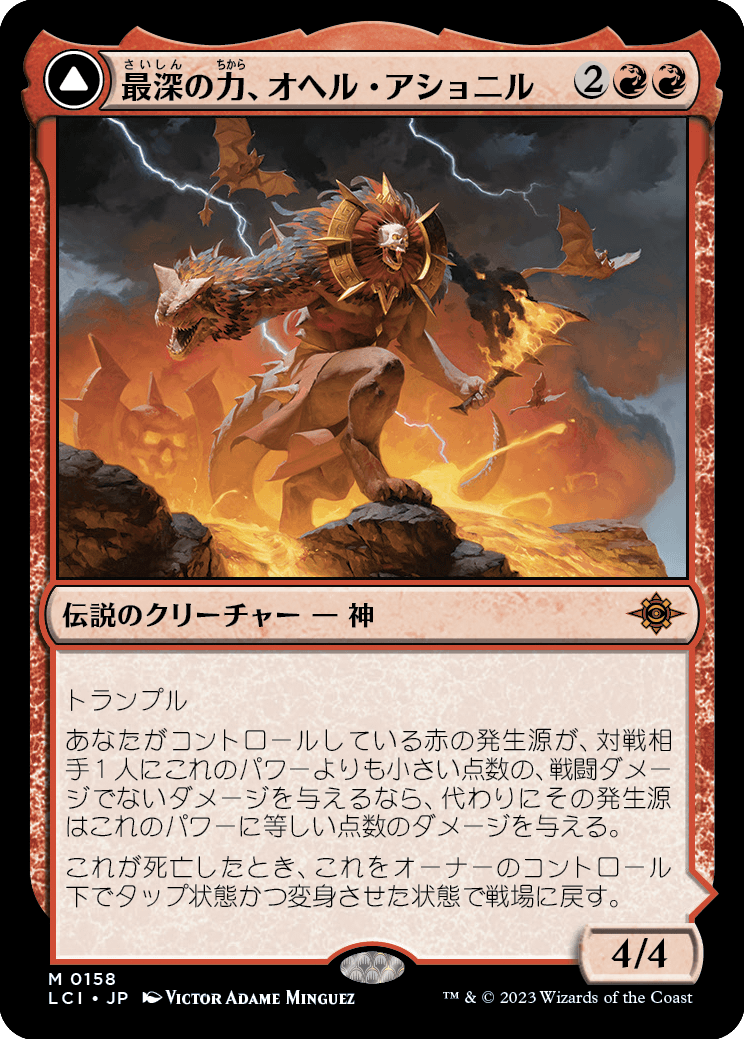 最深の力、オヘル・アショニル
さいしん ちから
2
伝説のクリーチャー — 神
トランプル
あなたがコントロールしている赤の発生源が、対戦相
手１人にこれのパワーよりも小さい点数の、戦闘ダメー
ジでないダメージを与えるなら、代わりにその発生源
はこれのパワーに等しい点数のダメージを与える。
これが死亡したとき、これをオーナーのコントロール
下でタップ状態かつ変身させた状態で戦場に戻す。
4/4
M 0158
LCI • JP VICTOR ADAME MINGUEZ
™ & © 2023 Wizards of the Coast